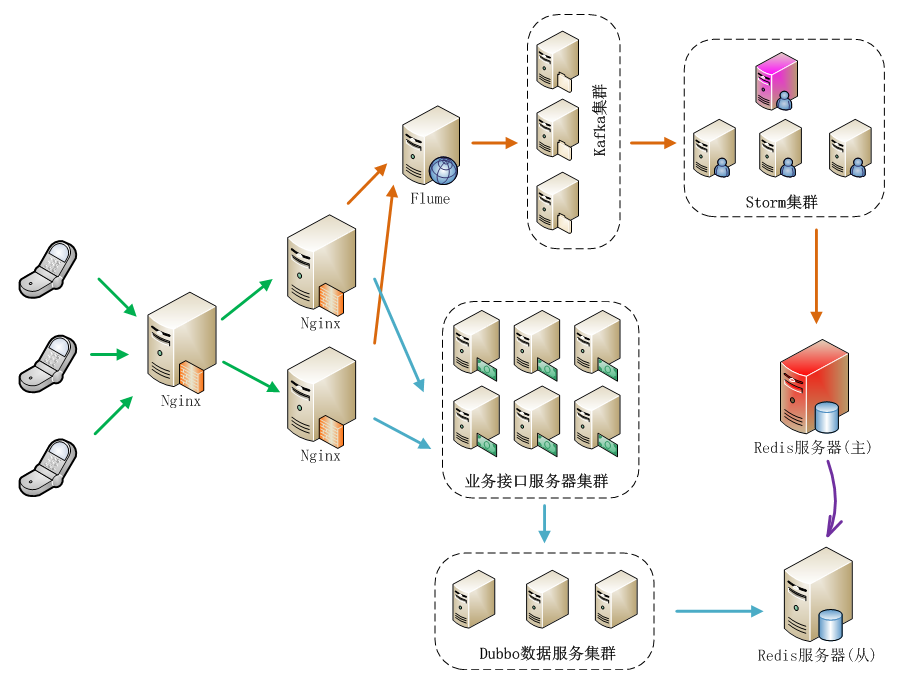 Kafka集群
Flume
Storm集群
Nginx
Nginx
Nginx
Redis服务器(主)
业务接口服务器集群
Dubbo数据服务集群
Redis服务器(从)